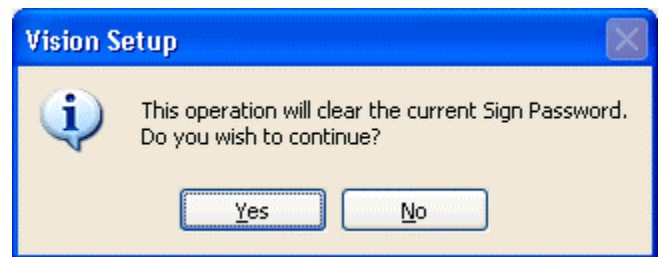 Vision Setup
This operation will clear the current Sign Password.
Do you wish to continue?
Yes
No